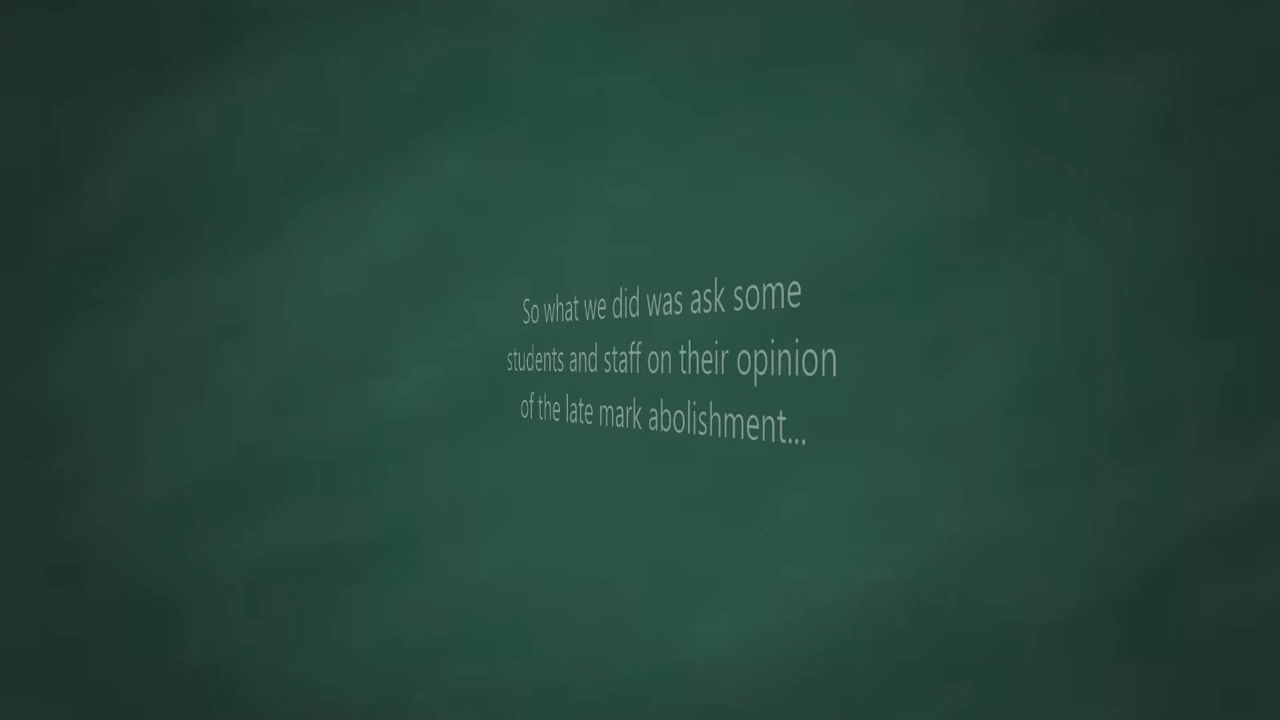 So what we did was ask some
students and staff on their opinion
of the late mark abolishment...